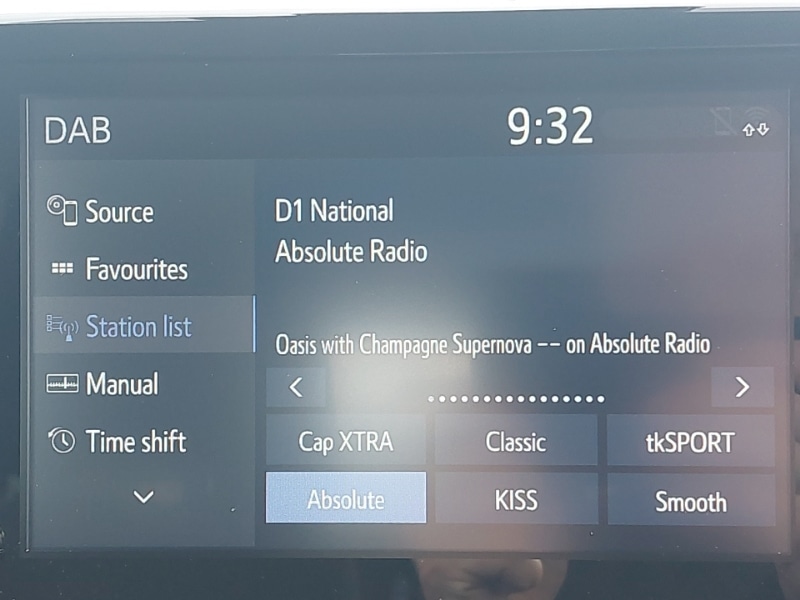 DAB
9:32
Source
Favourites
Station list
Manual
Time shift
D1 National
Absolute Radio
Oasis with Champagne Supernova -- on Absolute Radio
Cap XTRA
Classic
tkSPORT
Absolute
KISS
Smooth